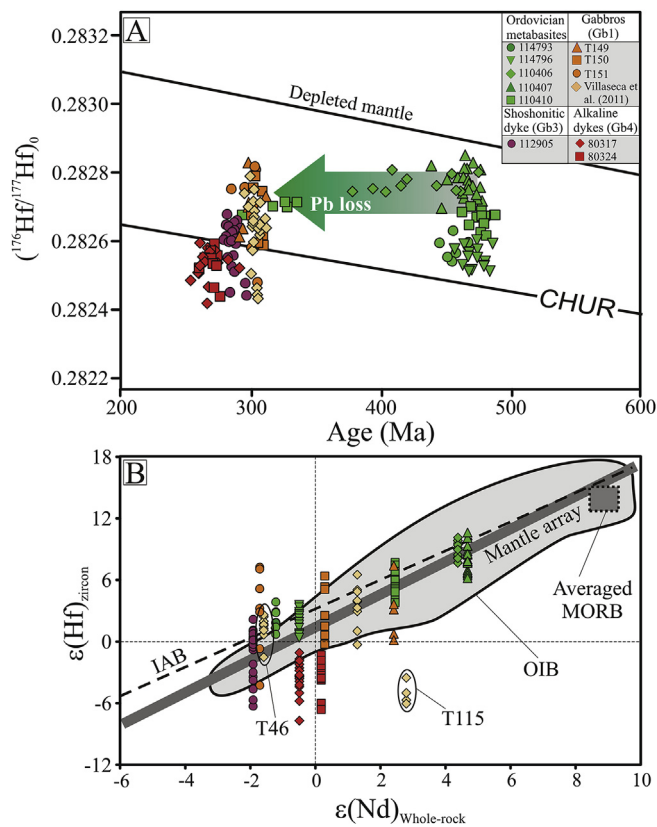 A
0.2832
0.2830
0.2828
0.2826
0.2824
0.2822
(176Hf/177Hf)0
Depleted mantle
Pb loss
CHUR
Ordovician
metabasites
114793
114796
110406
110407
110410
Gabbros
(Gb1)
T149
T150
T151
Villaseca et
al. (2011)
Shoshonitic
dyke (Gb3)
112905
Alkaline
dykes (Gb4)
80317
80324
200
300
400
500
600
Age (Ma)
B
18
12
6
0
-6
-12
ε(Hf)zircon
IAB
Mantle array
Averaged
MORB
OIB
T46
T115
-6
-4
-2
0
2
4
6
8
10
ε(Nd)Whole-rock